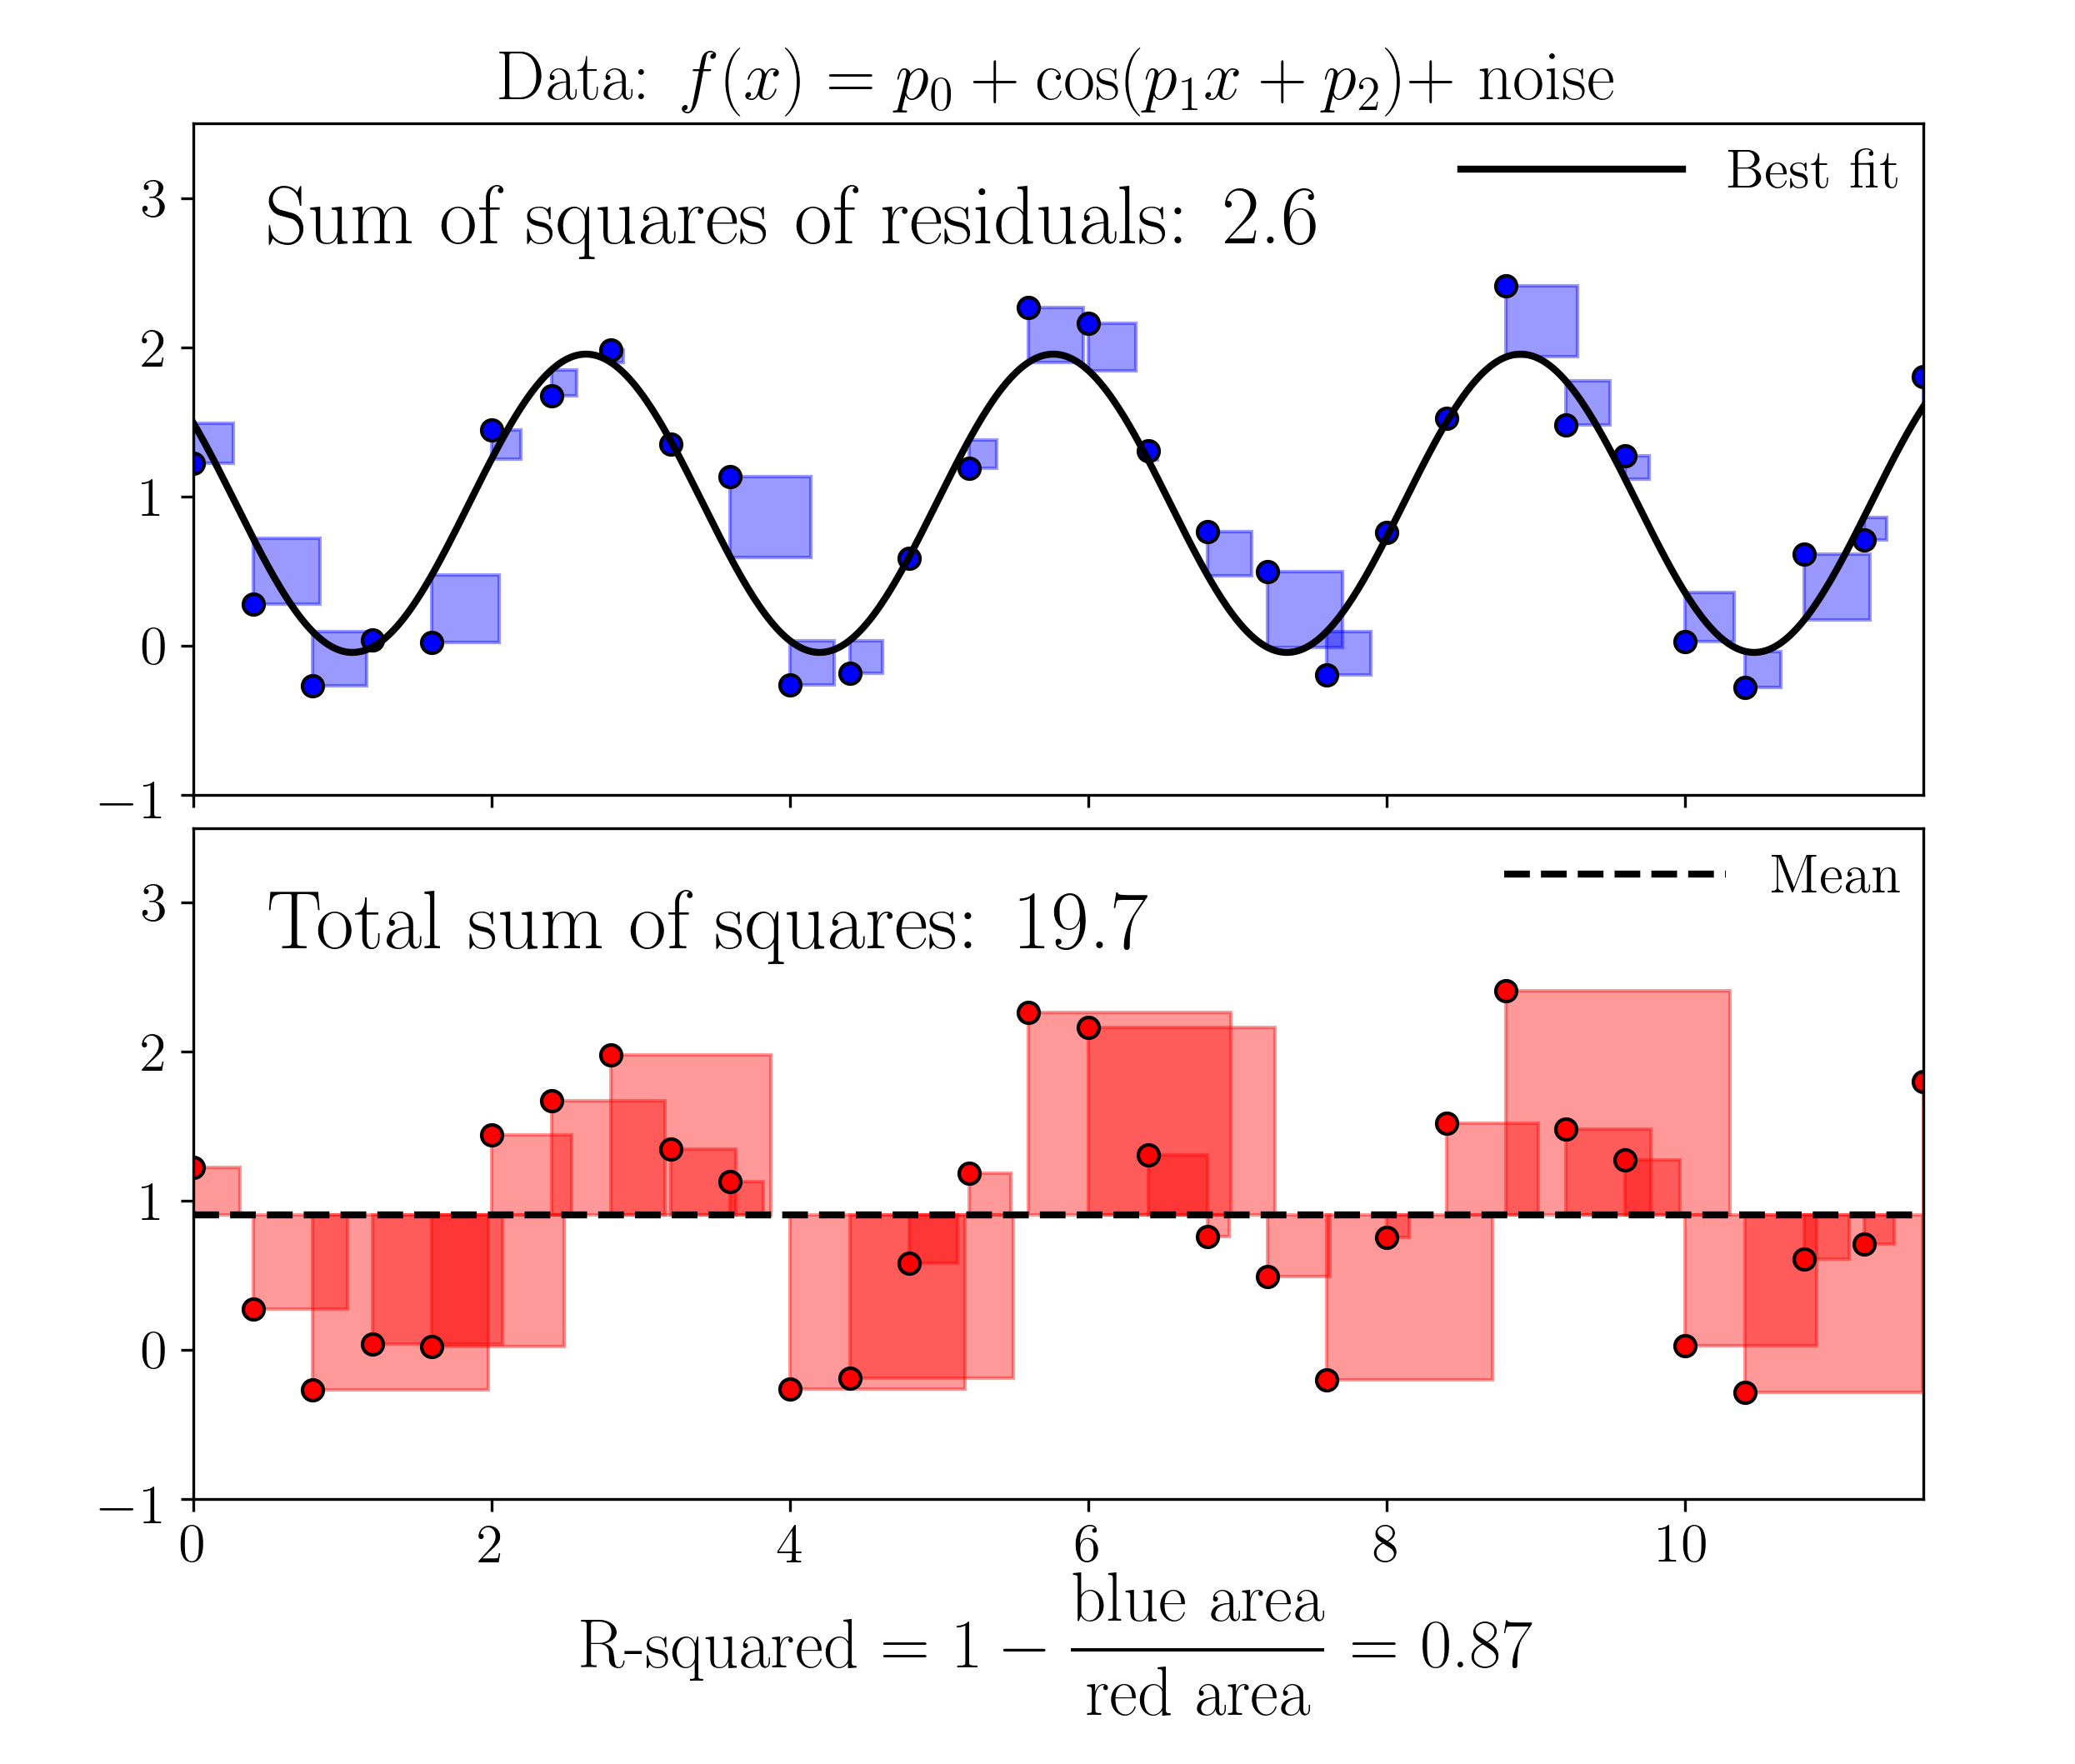 Data: f(x) = p₀ + cos(p₁x + p₂)+ noise
Best fit
Sum of squares of residuals: 2.6
3
2
1
0
−1
Mean
Total sum of squares: 19.7
3
2
1
0
−1
0 2 4 6 8 10
R-squared = 1 − blue area / red area = 0.87